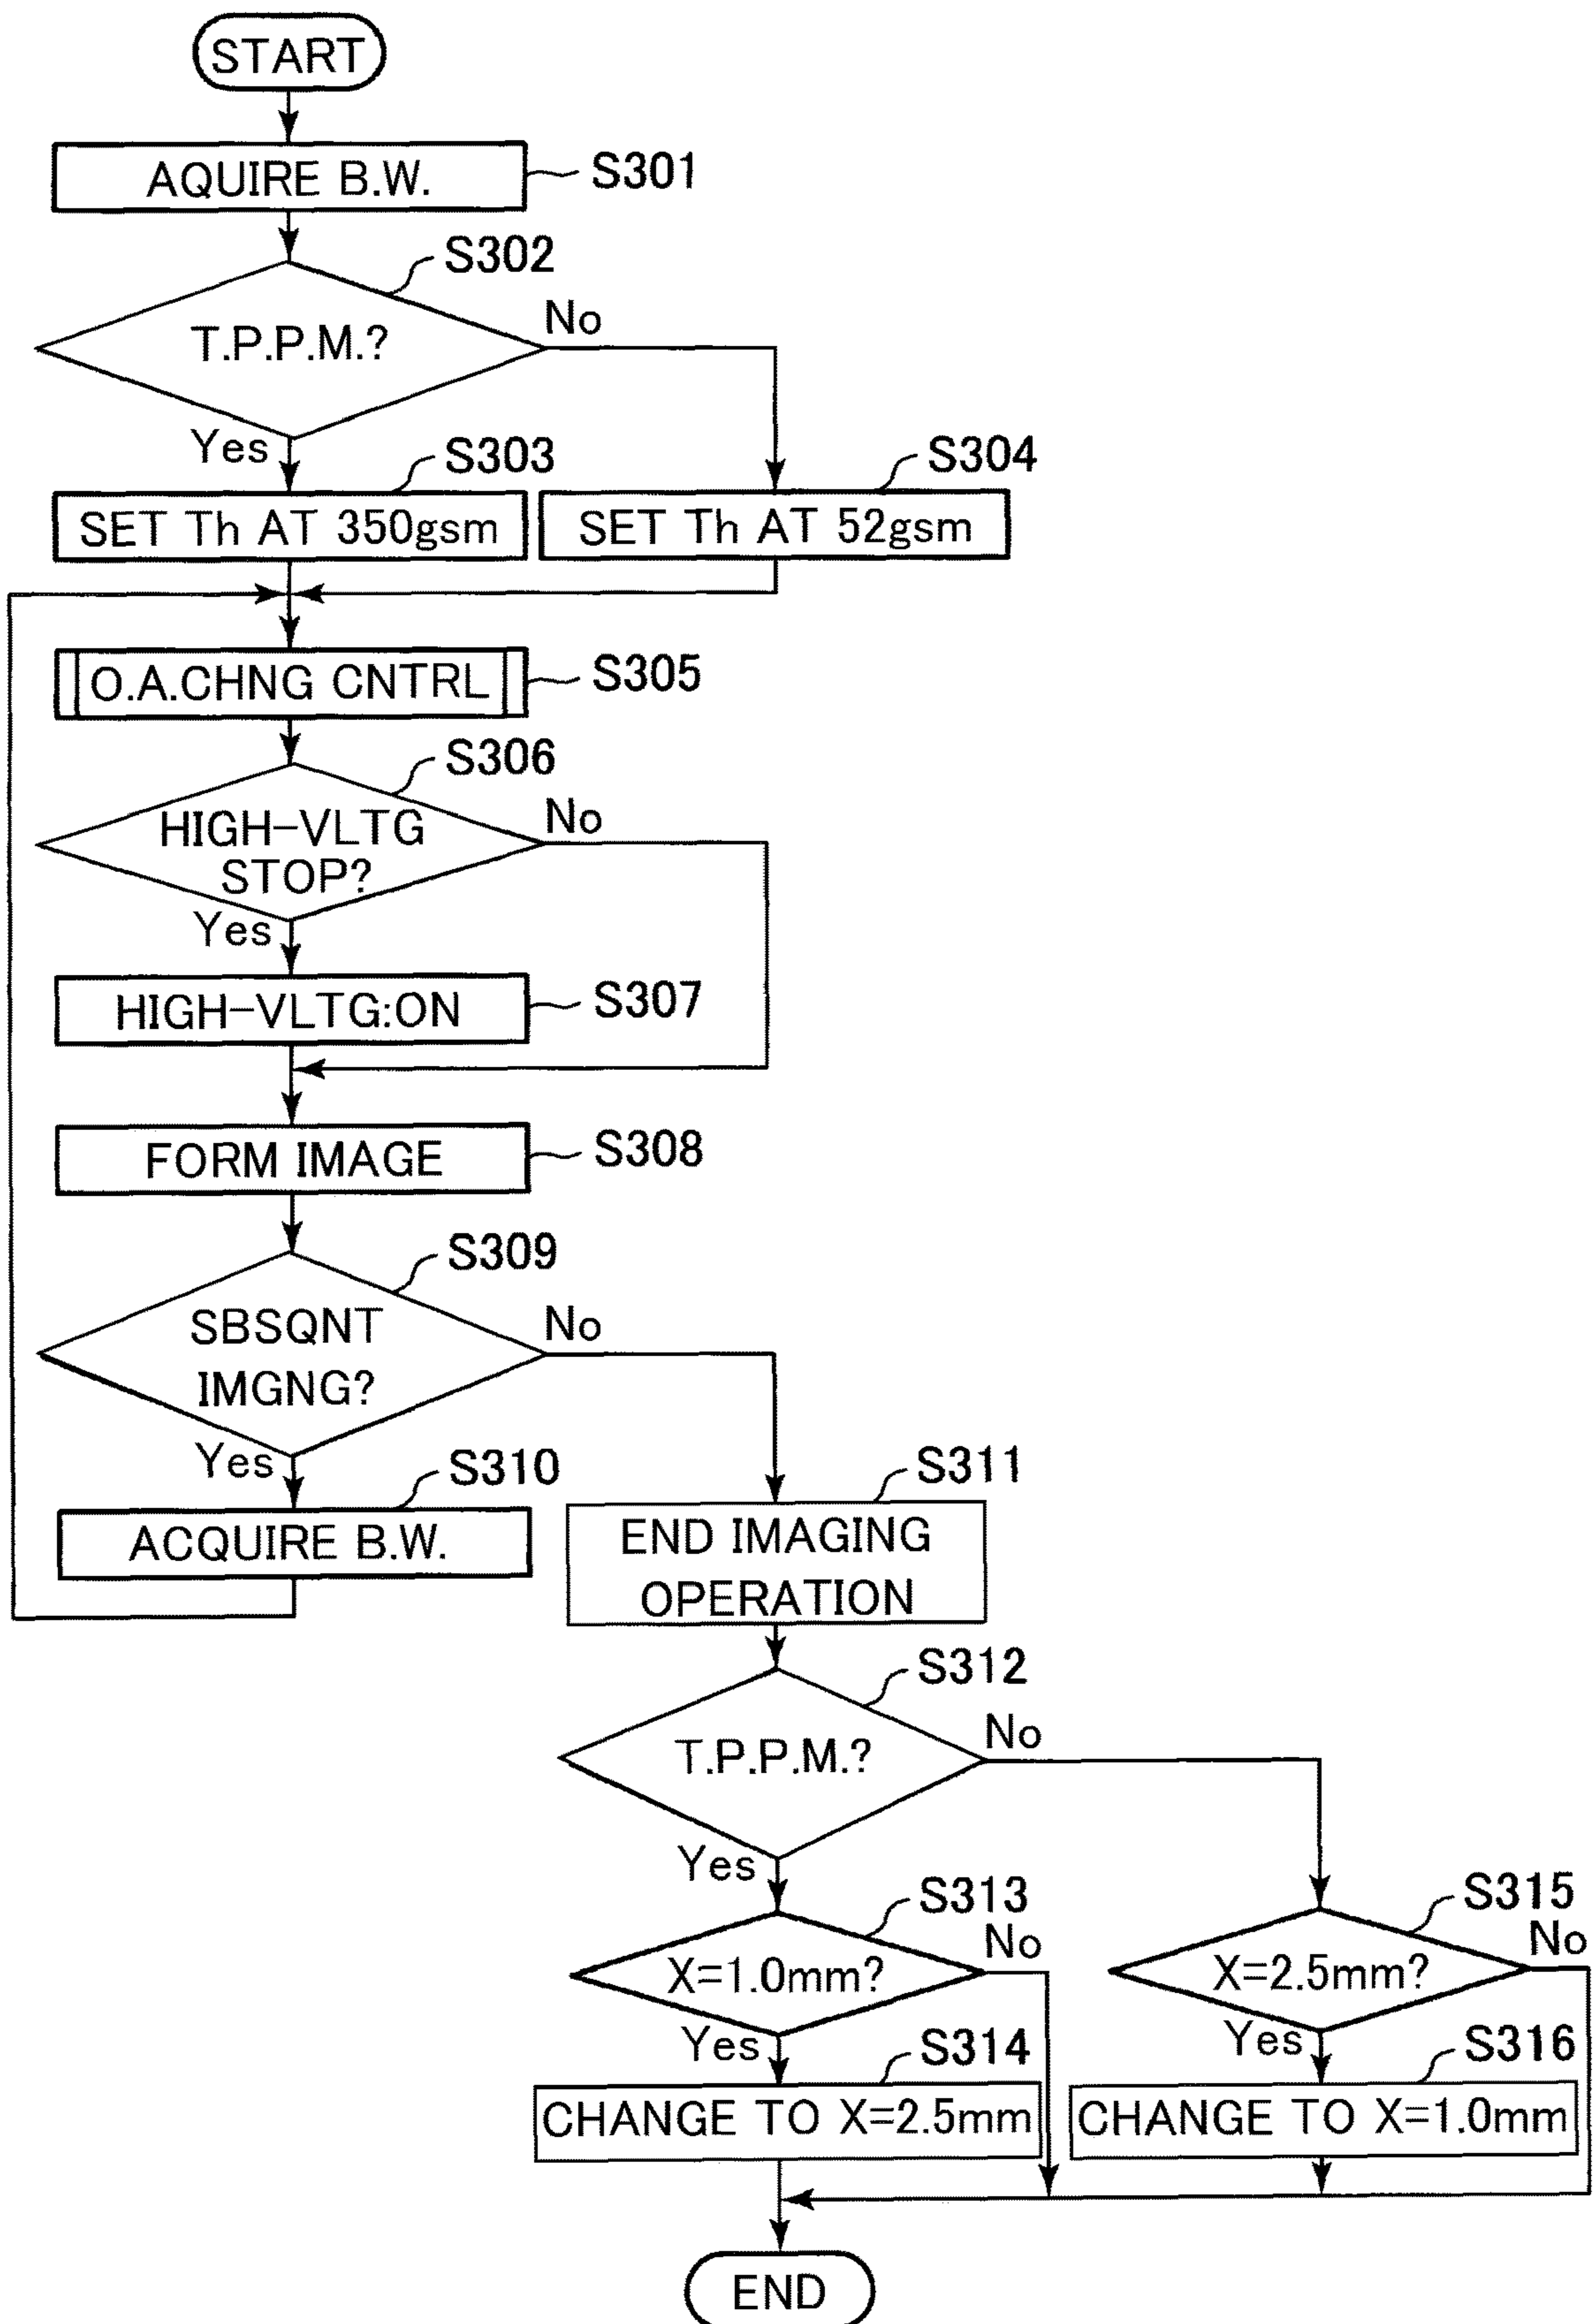 START
AQUIRE B.W.
S301
S302
T.P.P.M.?
No
Yes
S303
S304
SET Th AT 350gsm
SET Th AT 52gsm
O.A.CHNG CNTRL
S305
S306
HIGH-VLTG
STOP?
No
Yes
HIGH-VLTG:ON
S307
FORM IMAGE
S308
S309
SBSQNT
IMGNG?
No
Yes
S310
ACQUIRE B.W.
S311
END IMAGING
OPERATION
S312
T.P.P.M.?
No
Yes
S313
X=1.0mm?
No
Yes
S314
CHANGE TO X=2.5mm
S315
X=2.5mm?
No
Yes
S316
CHANGE TO X=1.0mm
END